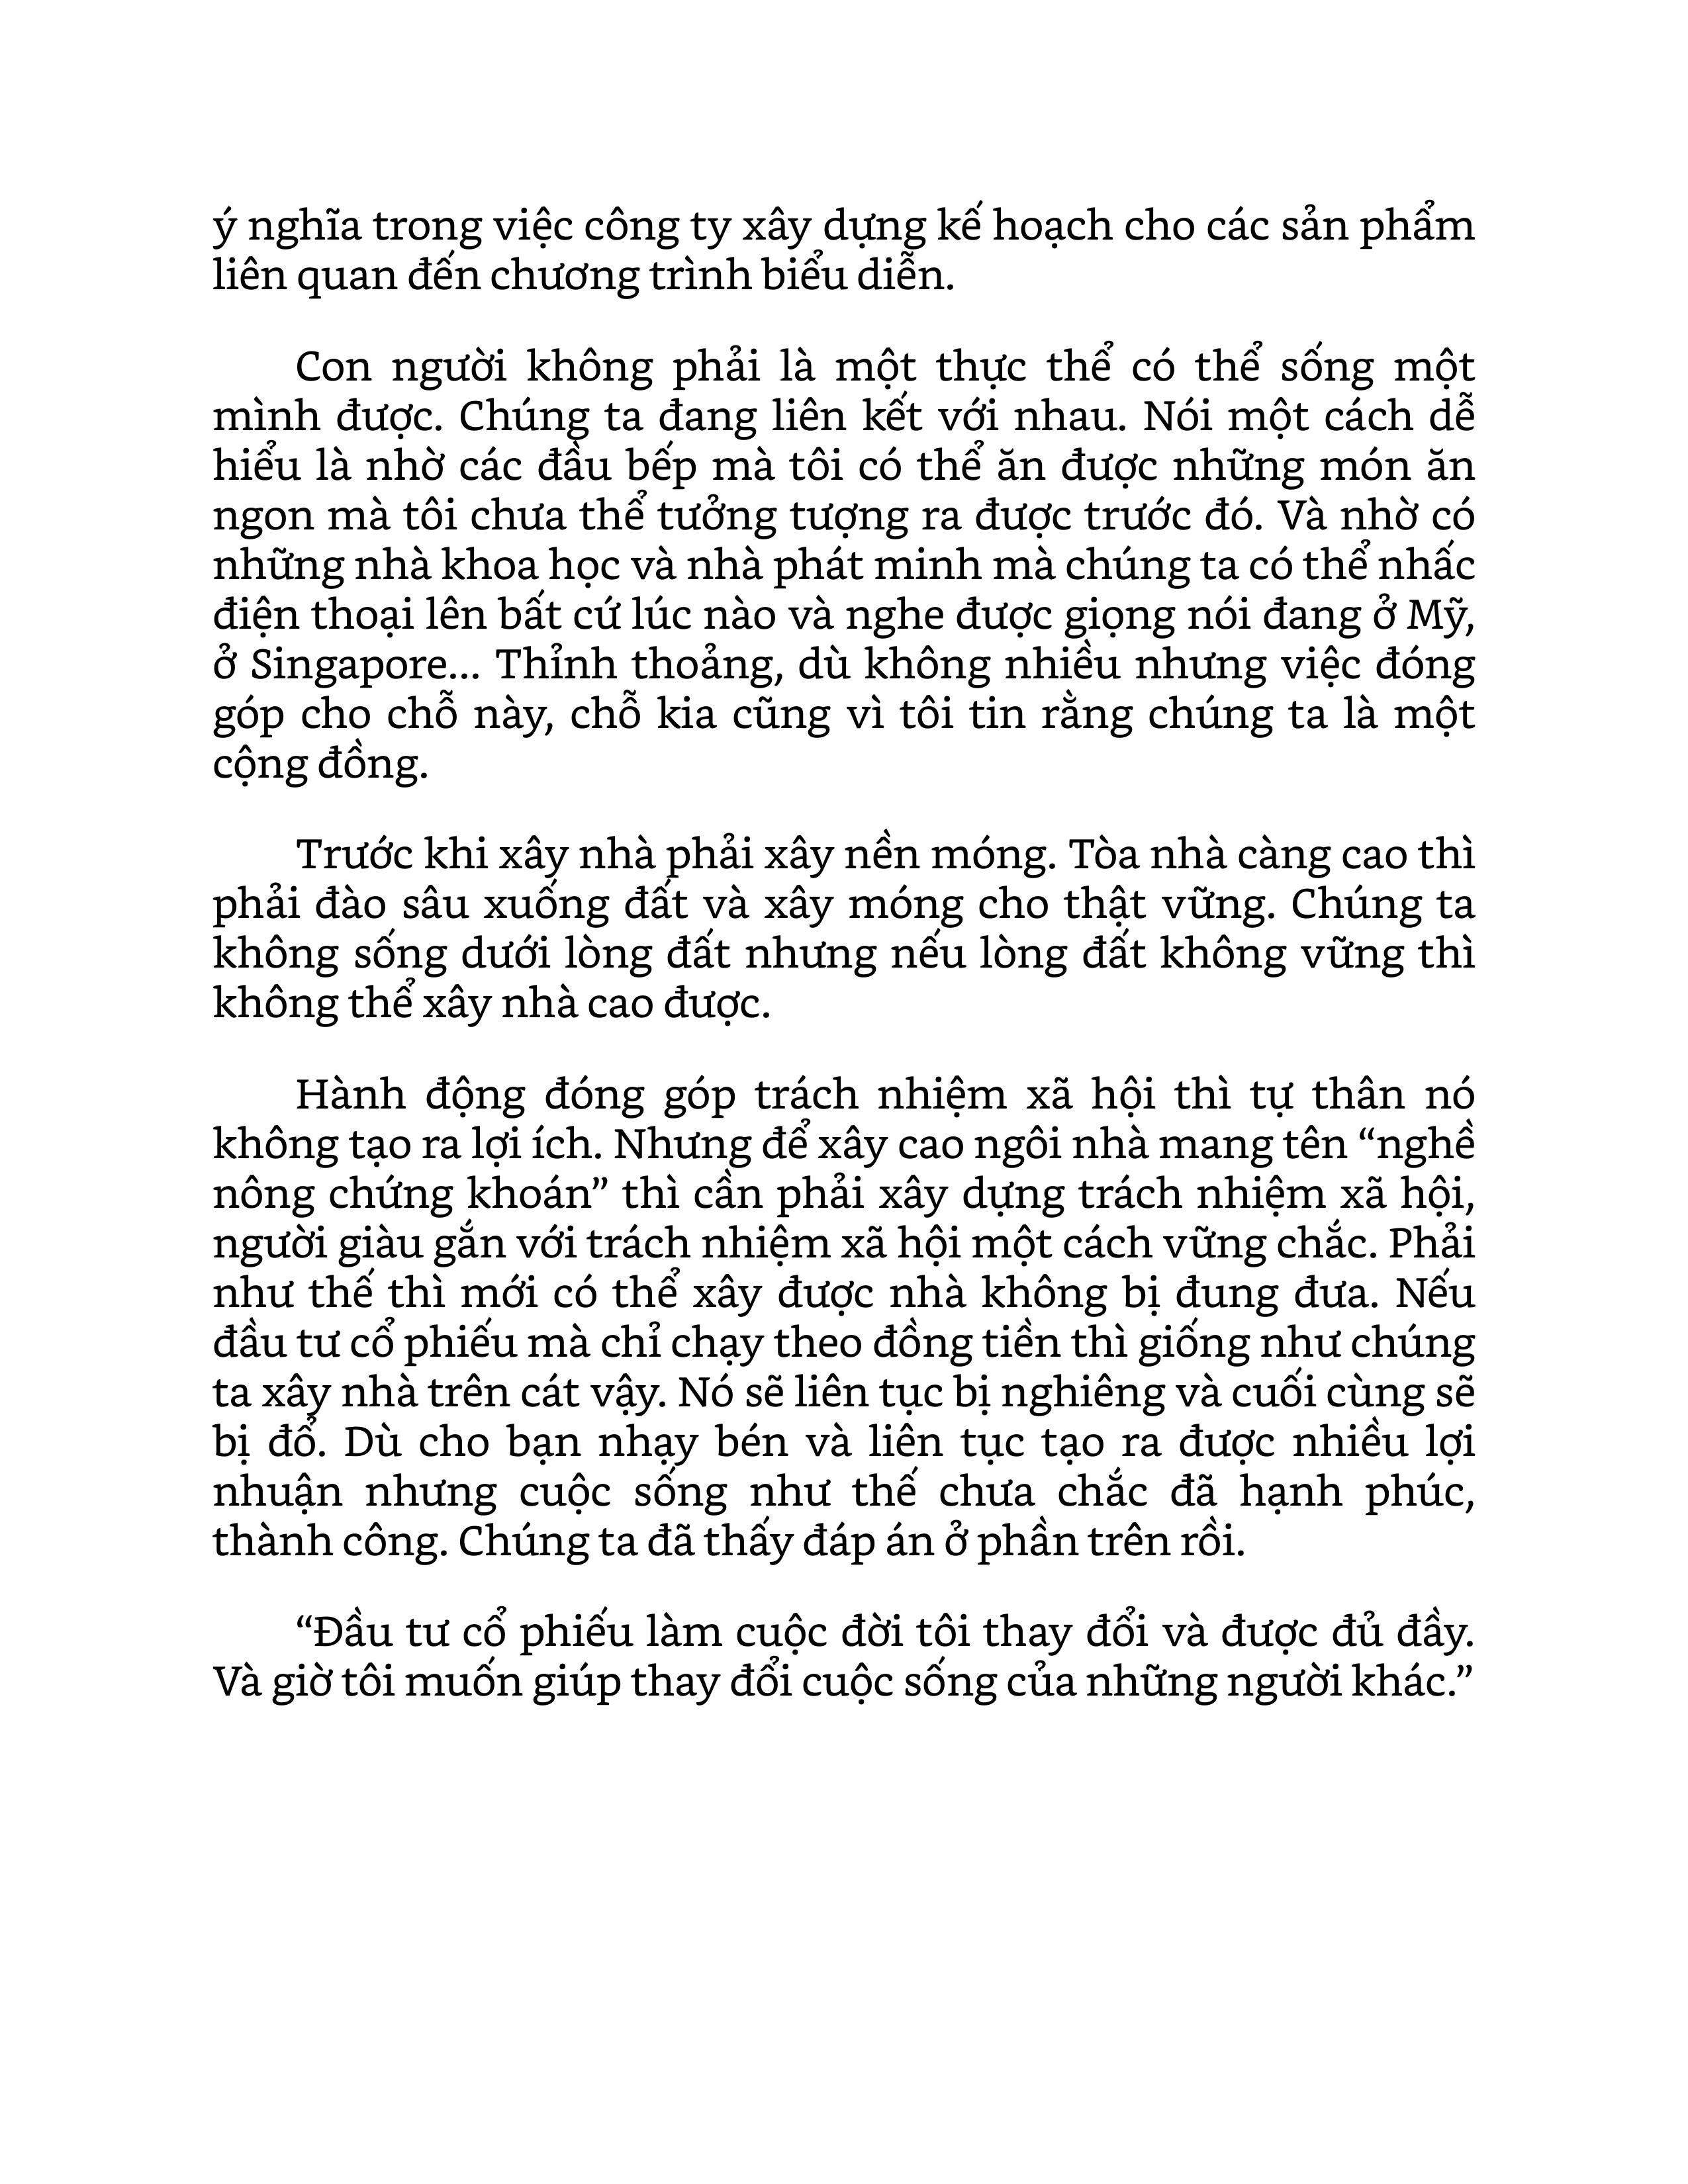 ý nghĩa trong việc công ty xây dựng kế hoạch cho các sản phẩm
liên quan đến chương trình biểu diễn.
Con người không phải là một thực thể có thể sống một
mình được. Chúng ta đang liên kết với nhau. Nói một cách dễ
hiểu là nhờ các đầu bếp mà tôi có thể ăn được những món ăn
ngon mà tôi chưa thể tưởng tượng ra được trước đó. Và nhờ có
những nhà khoa học và nhà phát minh mà chúng ta có thể nhấc
điện thoại lên bất cứ lúc nào và nghe được giọng nói đang ở Mỹ,
ở Singapore... Thỉnh thoảng, dù không nhiều nhưng việc đóng
góp cho chỗ này, chỗ kia cũng vì tôi tin rằng chúng ta là một
cộng đồng.
Trước khi xây nhà phải xây nền móng. Tòa nhà càng cao thì
phải đào sâu xuống đất và xây móng cho thật vững. Chúng ta
không sống dưới lòng đất nhưng nếu lòng đất không vững thì
không thể xây nhà cao được.
Hành động đóng góp trách nhiệm xã hội thì tự thân nó
không tạo ra lợi ích. Nhưng để xây cao ngôi nhà mang tên “nghề
nông chứng khoán” thì cần phải xây dựng trách nhiệm xã hội,
người giàu gắn với trách nhiệm xã hội một cách vững chắc. Phải
như thế thì mới có thể xây được nhà không bị đung đưa. Nếu
đầu tư cổ phiếu mà chỉ chạy theo đồng tiền thì giống như chúng
ta xây nhà trên cát vậy. Nó sẽ liên tục bị nghiêng và cuối cùng sẽ
bị đổ. Dù cho bạn nhạy bén và liên tục tạo ra được nhiều lợi
nhuận nhưng cuộc sống như thế chưa chắc đã hạnh phúc,
thành công. Chúng ta đã thấy đáp án ở phần trên rồi.
“Đầu tư cổ phiếu làm cuộc đời tôi thay đổi và được đủ đầy.
Và giờ tôi muốn giúp thay đổi cuộc sống của những người khác.”